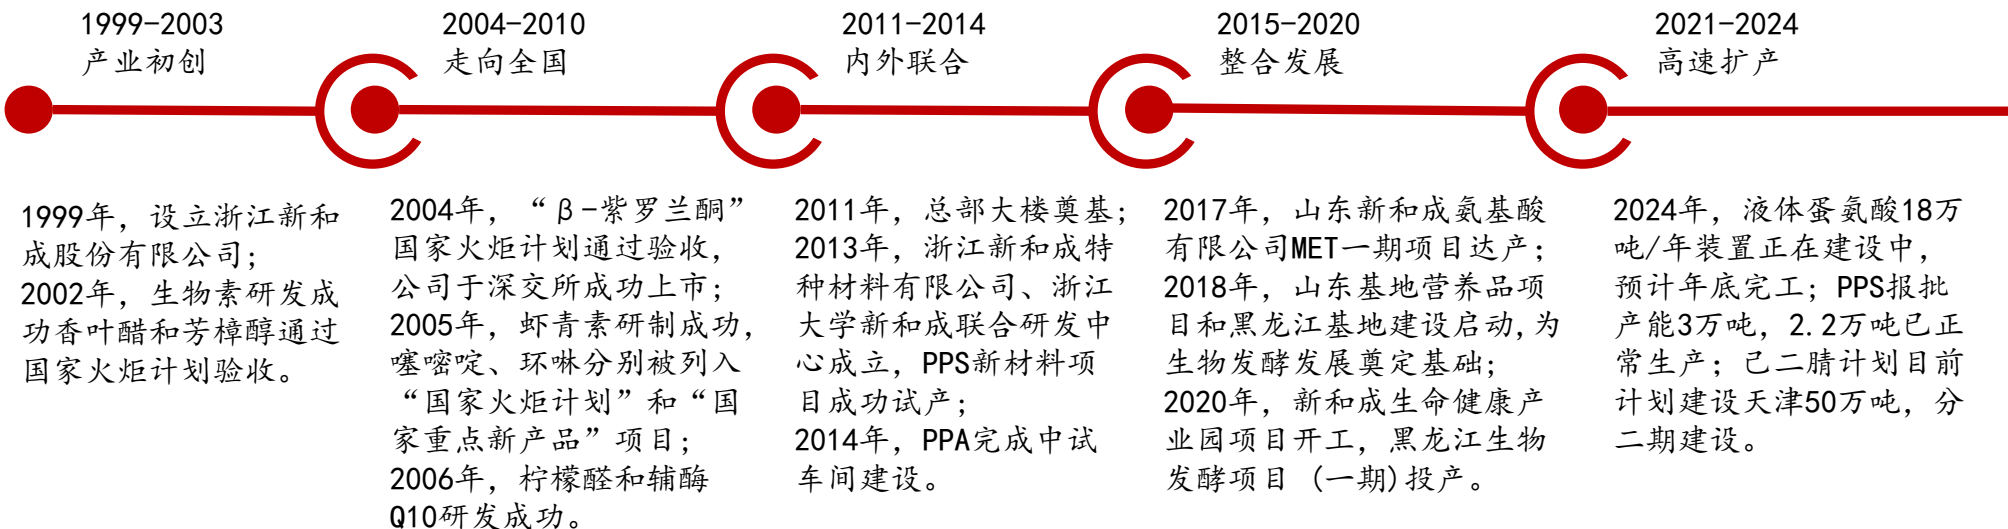 1999-2003
产业初创
1999年，设立浙江新和
成股份有限公司；
2002年，生物素研发成
功香叶醋和芳樟醇通过
国家火炬计划验收。
2004-2010
走向全国
2004年，“β-紫罗兰酮”
国家火炬计划通过验收，
公司于深交所成功上市；
2005年，虾青素研制成功，
噻嘧啶、环啉分别被列入
“国家火炬计划”和“国
家重点新产品”项目；
2006年，柠檬醛和辅酶
Q10研发成功。
2011-2014
内外联合
2011年，总部大楼奠基；
2013年，浙江新和成特
种材料有限公司、浙江
大学新和成联合研发中
心成立，PPS新材料项
目成功试产；
2014年，PPA完成中试
车间建设。
2015-2020
整合发展
2017年，山东新和成氨基酸
有限公司MET一期项目达产；
2018年，山东基地营养品项
目和黑龙江基地建设启动,为
生物发酵发展奠定基础；
2020年，新和成生命健康产
业园项目开工，黑龙江生物
发酵项目 (一期)投产。
2021-2024
高速扩产
2024年，液体蛋氨酸18万
吨/年装置正在建设中，
预计年底完工；PPS报批
产能3万吨，2.2万吨已正
常生产；己二腈计划目前
计划建设天津50万吨，分
二期建设。